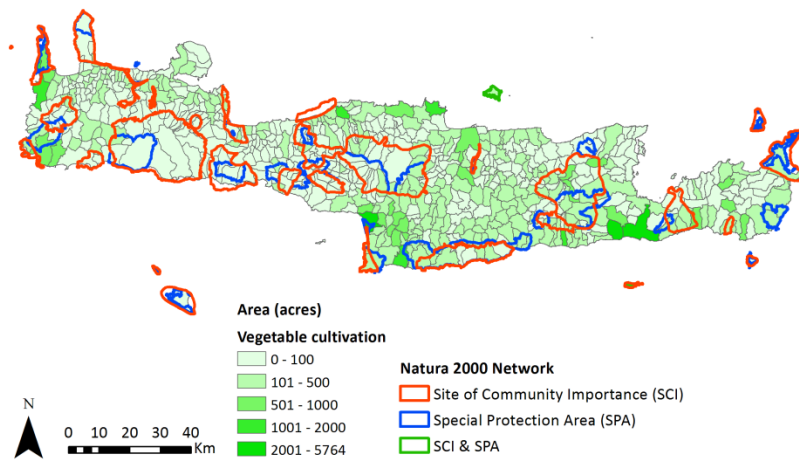 Area (acres)
Vegetable cultivation
0 - 100
101 - 500
501 - 1000
1001 - 2000
2001 - 5764
Natura 2000 Network
Site of Community Importance (SCI)
Special Protection Area (SPA)
SCI & SPA
N
0 10 20 30 40
Km